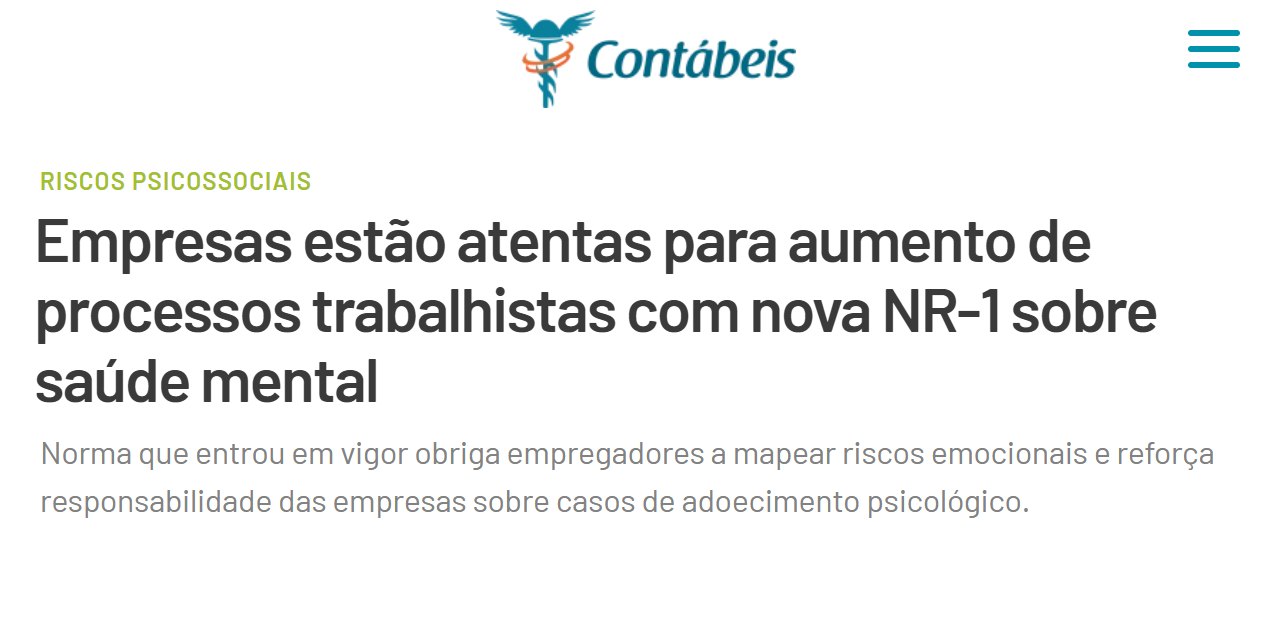 Contábeis
RISCOS PSICOSSOCIAIS
Empresas estão atentas para aumento de
processos trabalhistas com nova NR-1 sobre
saúde mental
Norma que entrou em vigor obriga empregadores a mapear riscos emocionais e reforça
responsabilidade das empresas sobre casos de adoecimento psicológico.